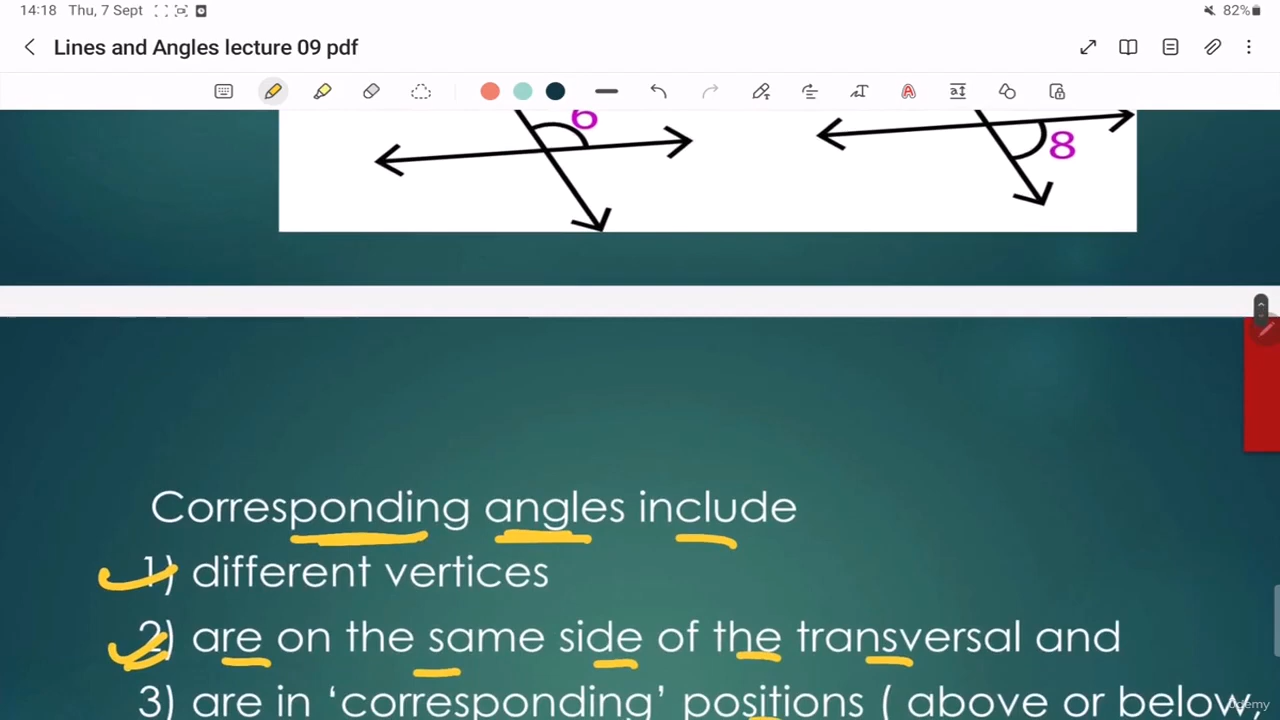 14:18 Thu, 7 Sept 82%
Lines and Angles lecture 09 pdf
6
8
Corresponding angles include
1) different vertices
2) are on the same side of the transversal and
3) are in ‘corresponding’ positions ( above or below,
Udemy